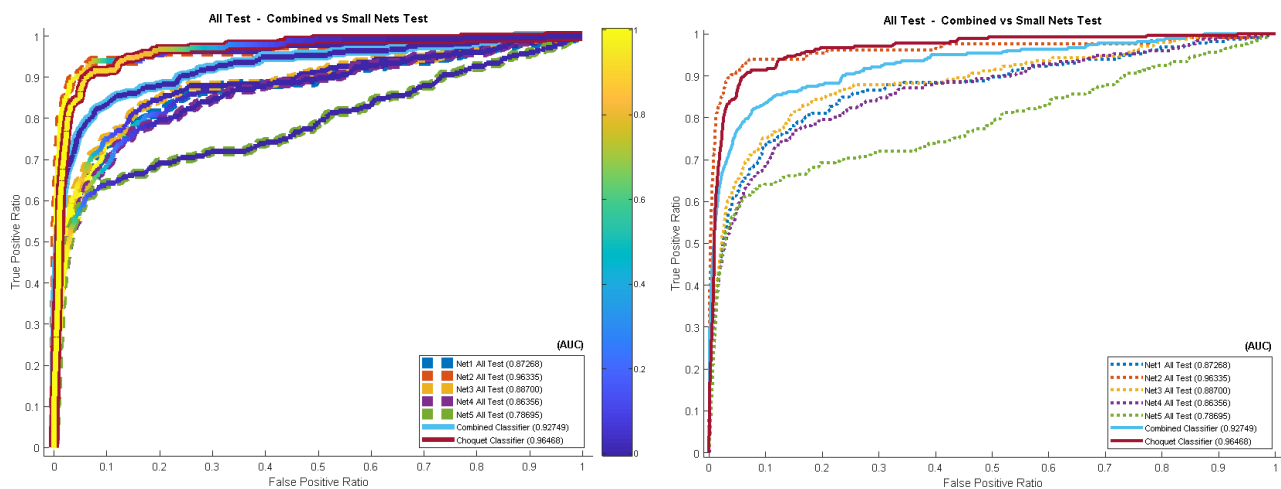 All Test - Combined vs Small Nets Test
True Positive Ratio
1
0.9
0.8
0.7
0.6
0.5
0.4
0.3
0.2
0.1
0
0 0.1 0.2 0.3 0.4 0.5 0.6 0.7 0.8 0.9 1
False Positive Ratio
(AUC)
Net1 All Test (0.87268)
Net2 All Test (0.96335)
Net3 All Test (0.88700)
Net4 All Test (0.86356)
Net5 All Test (0.78695)
Combined Classifier (0.92749)
Choquet Classifier (0.96468)
1
0.8
0.6
0.4
0.2
0
All Test - Combined vs Small Nets Test
True Positive Ratio
1
0.9
0.8
0.7
0.6
0.5
0.4
0.3
0.2
0.1
0
0 0.1 0.2 0.3 0.4 0.5 0.6 0.7 0.8 0.9 1
False Positive Ratio
(AUC)
Net1 All Test (0.87268)
Net2 All Test (0.96335)
Net3 All Test (0.88700)
Net4 All Test (0.86356)
Net5 All Test (0.78695)
Combined Classifier (0.92749)
Choquet Classifier (0.96468)